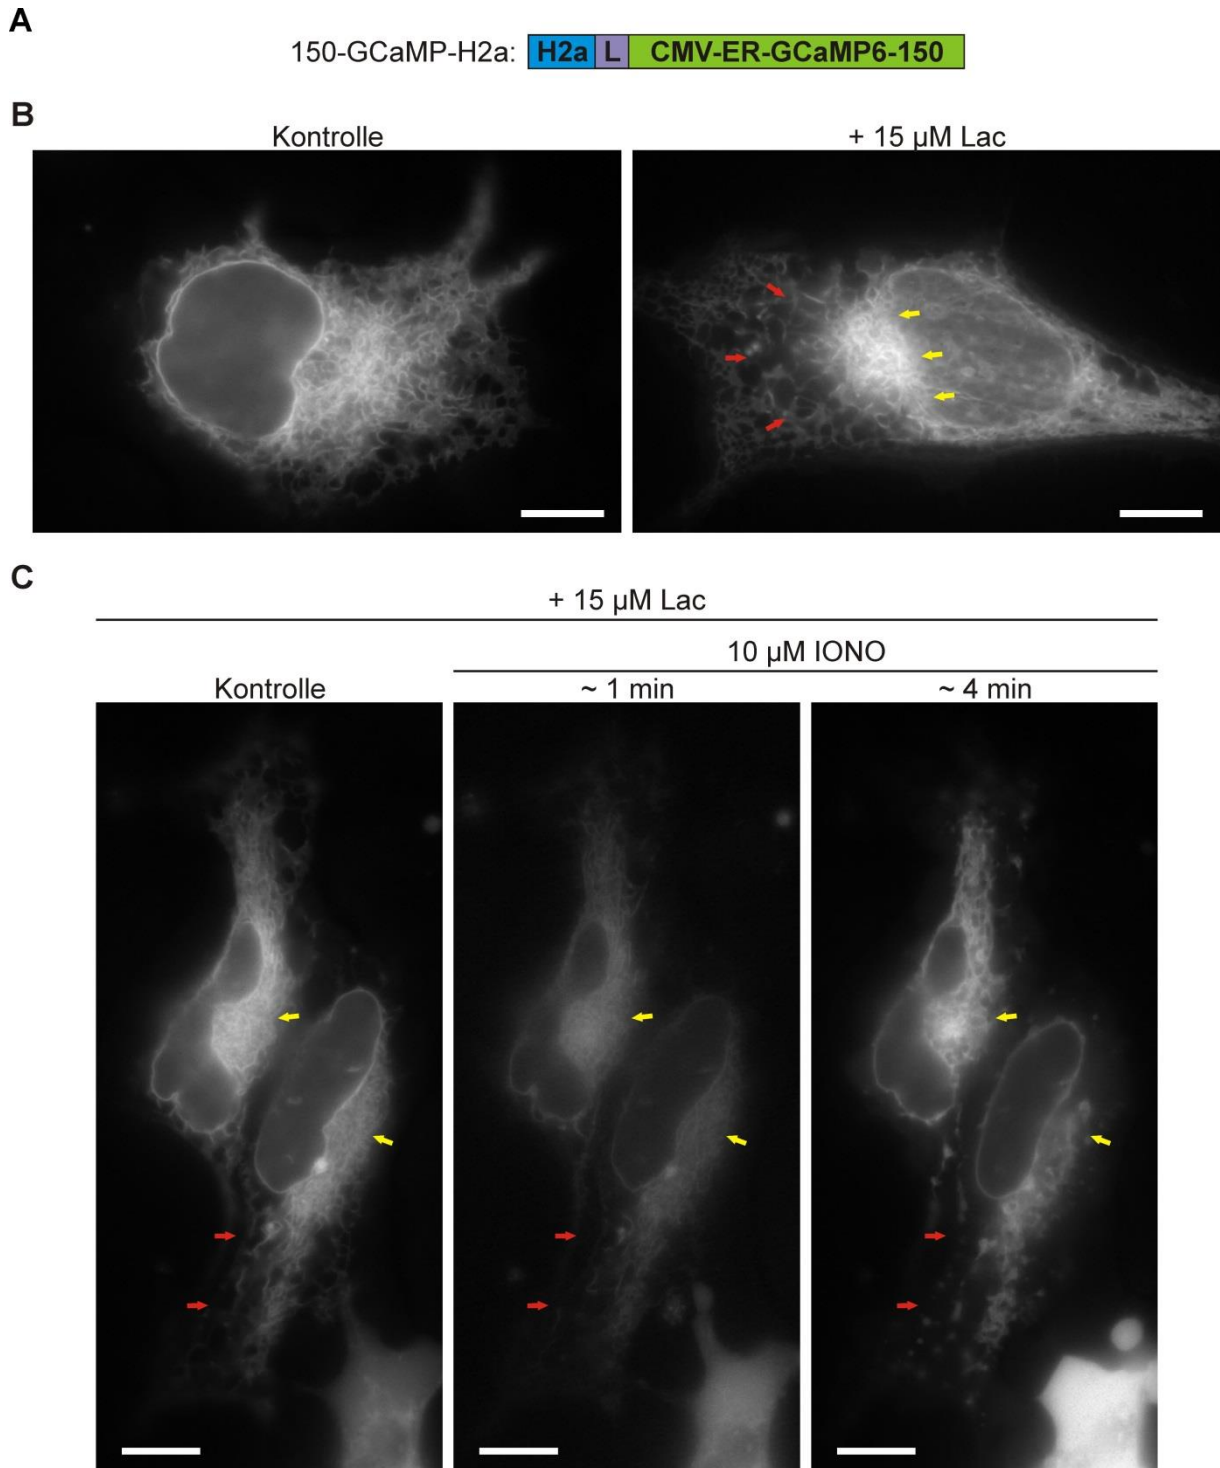 A
150-GCaMP-H2a: H2a L CMV-ER-GCaMP6-150
B
Kontrolle + 15 µM Lac
C
+ 15 µM Lac
10 µM IONO
Kontrolle ~ 1 min ~ 4 min